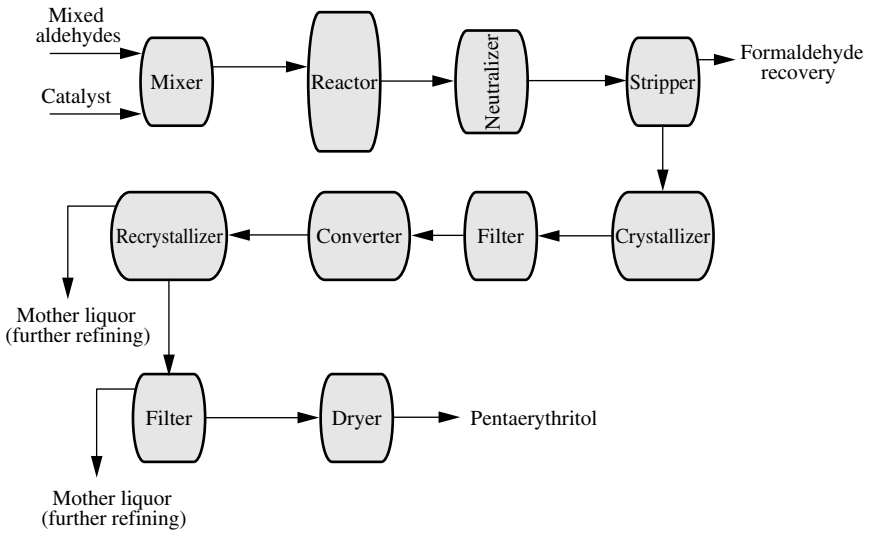 Mixed
aldehydes
Catalyst
Mixer
Reactor
Neutralizer
Stripper
Formaldehyde
recovery
Recrystallizer
Converter
Filter
Crystallizer
Mother liquor
(further refining)
Filter
Dryer
Pentaerythritol
Mother liquor
(further refining)